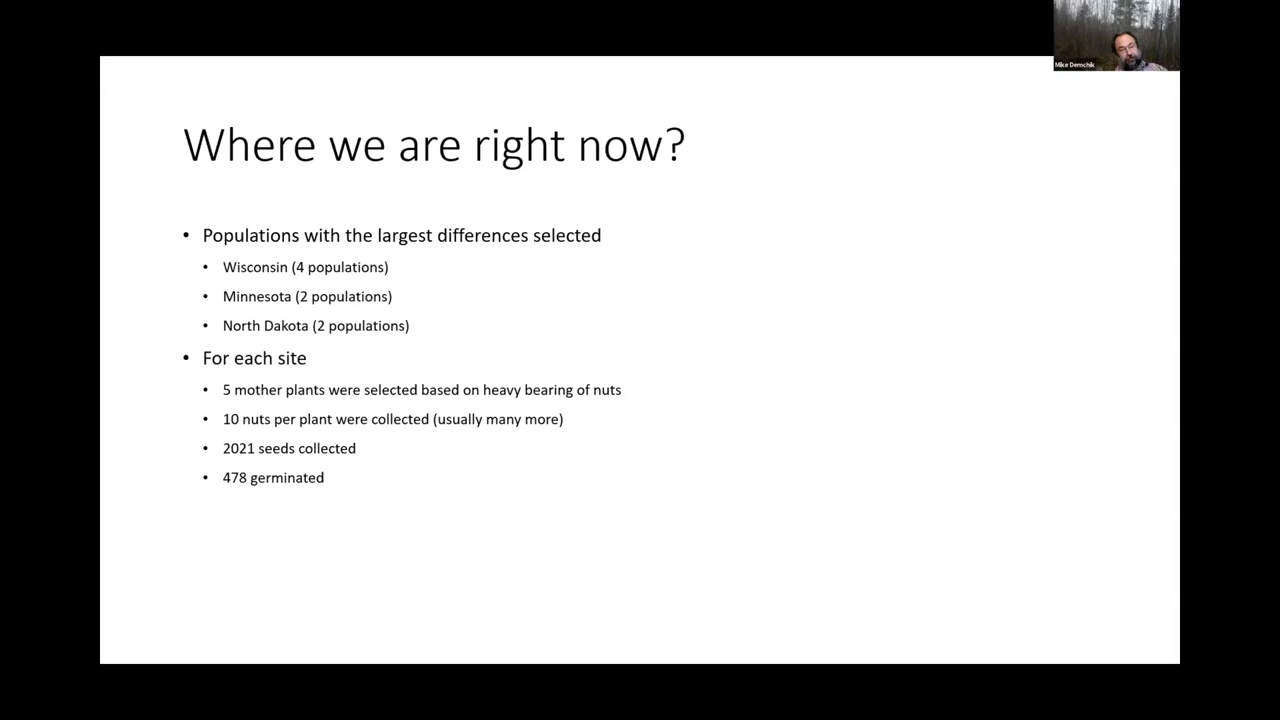 Mike Demchik
Where we are right now?
• Populations with the largest differences selected
• Wisconsin (4 populations)
• Minnesota (2 populations)
• North Dakota (2 populations)
• For each site
• 5 mother plants were selected based on heavy bearing of nuts
• 10 nuts per plant were collected (usually many more)
• 2021 seeds collected
• 478 germinated